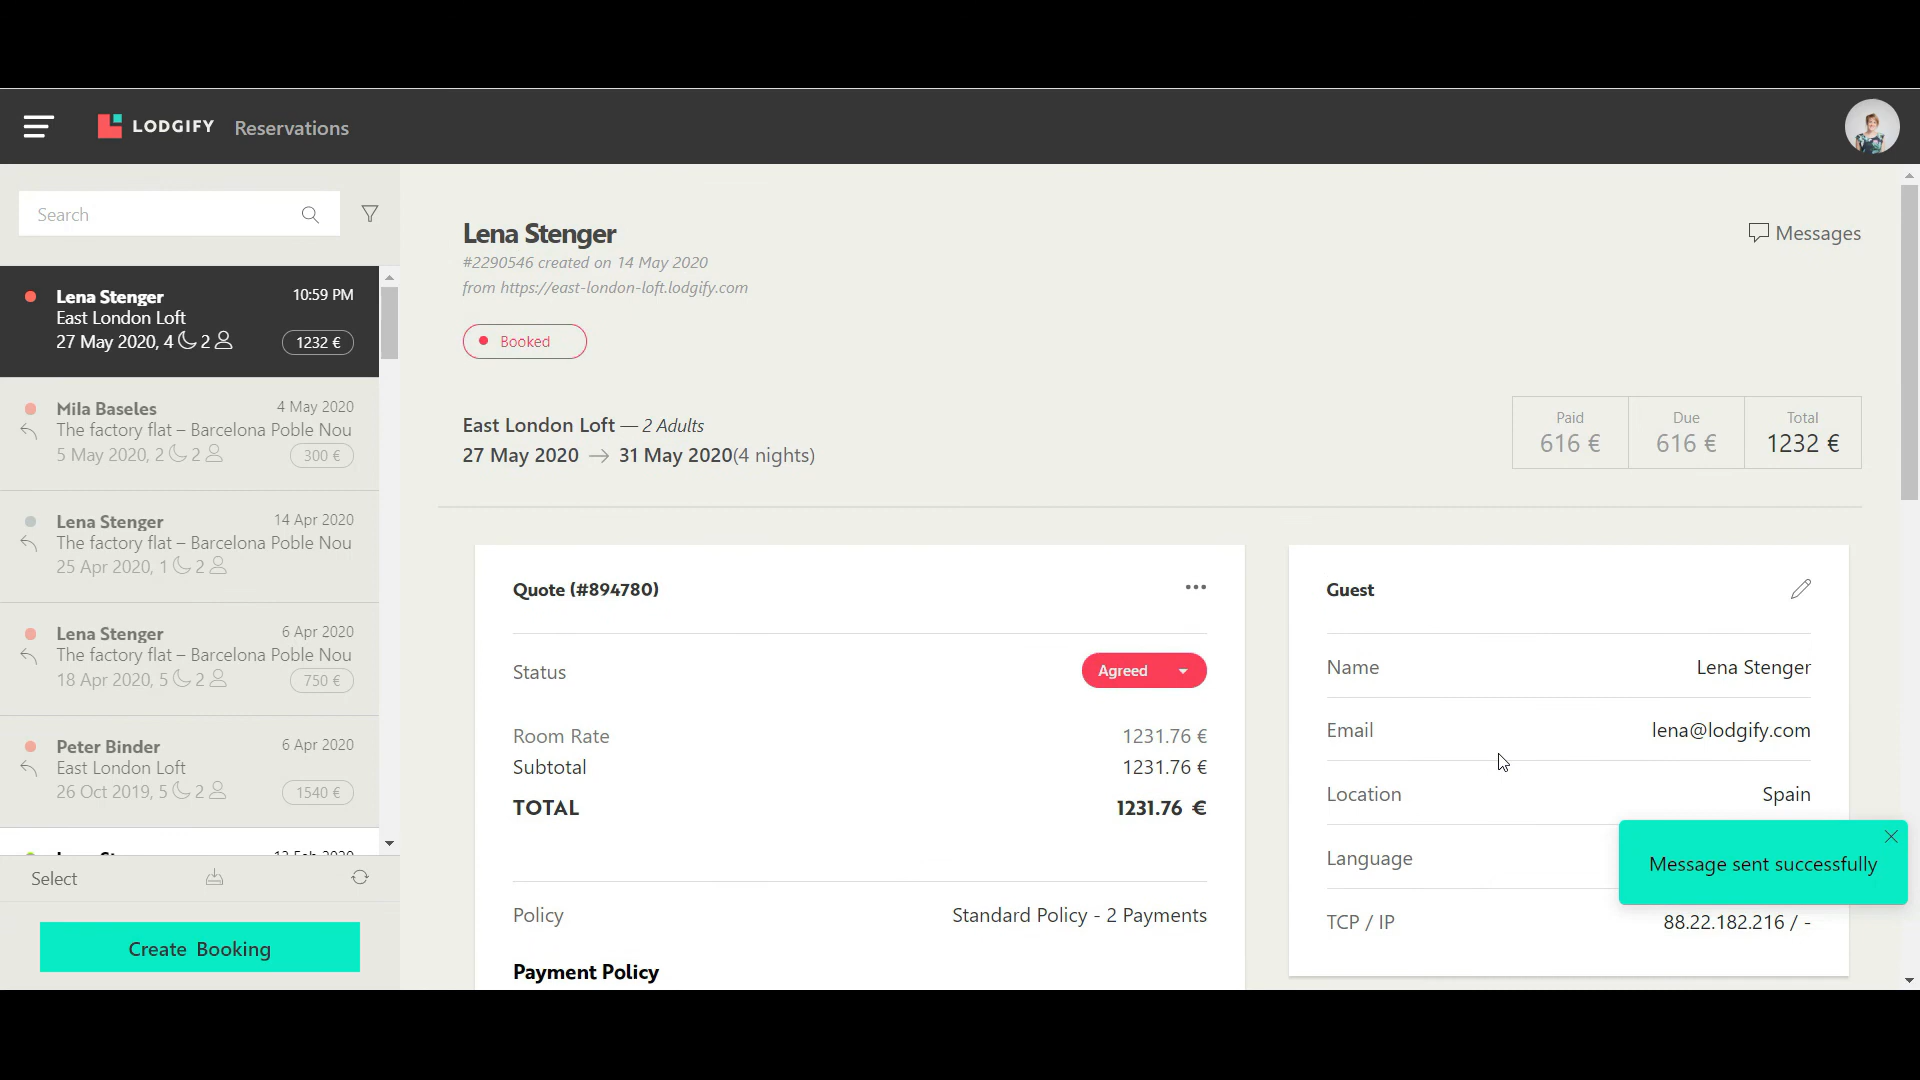 LODGIFY Reservations
Search
Lena Stenger 10:59 PM
East London Loft
27 May 2020, 4 2 1232 €
Mila Baseles 4 May 2020
The factory flat – Barcelona Poble Nou
5 May 2020, 2 2 300 €
Lena Stenger 14 Apr 2020
The factory flat – Barcelona Poble Nou
25 Apr 2020, 1 2
Lena Stenger 6 Apr 2020
The factory flat – Barcelona Poble Nou
18 Apr 2020, 5 2 750 €
Peter Binder 6 Apr 2020
East London Loft
26 Oct 2019, 5 2 1540 €
Select
Create Booking
Lena Stenger
#2290546 created on 14 May 2020
from https://east-london-loft.lodgify.com
Messages
Booked
East London Loft — 2 Adults
27 May 2020 → 31 May 2020(4 nights)
Paid Due Total
616 € 616 € 1232 €
Quote (#894780) •••
Status Agreed
Room Rate 1231.76 €
Subtotal 1231.76 €
TOTAL 1231.76 €
Policy Standard Policy - 2 Payments
Payment Policy
Guest
Name Lena Stenger
Email lena@lodgify.com
Location Spain
Language
TCP / IP 88.22.182.216 / -
Message sent successfully